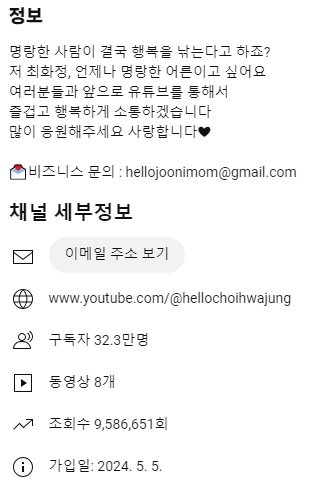 정보
명랑한 사람이 결국 행복을 낚는다고 하죠?
저 최화정, 언제나 명랑한 어른이고 싶어요
여러분들과 앞으로 유튜브를 통해서
즐겁고 행복하게 소통하겠습니다
많이 응원해주세요 사랑합니다🖤
💌비즈니스 문의 : hellojoonimom@gmail.com
채널 세부정보
이메일 주소 보기
www.youtube.com/@hellochoihwajung
구독자 32.3만명
동영상 8개
조회수 9,586,651회
가입일: 2024. 5. 5.